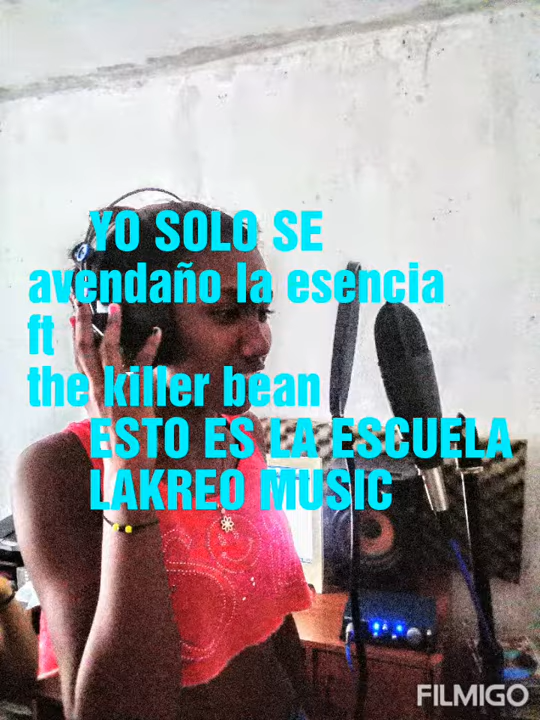 YO SOLO SE
avendaño la esencia
ft
the killer bean
ESTO ES LA ESCUELA
LAKREO MUSIC
FILMIGO